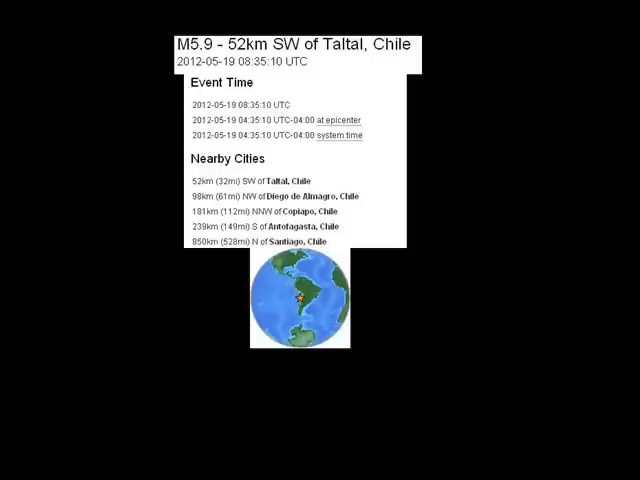 M5.9 - 52km SW of Taltal, Chile
2012-05-19 08:35:10 UTC
Event Time
2012-05-19 08:35:10 UTC
2012-05-19 04:35:10 UTC-04:00 at epicenter
2012-05-19 04:35:10 UTC-04:00 system time
Nearby Cities
52km (32mi) SW of Taltal, Chile
98km (61mi) NW of Diego de Almagro, Chile
181km (112mi) NNW of Copiapo, Chile
239km (149mi) S of Antofagasta, Chile
850km (528mi) N of Santiago, Chile